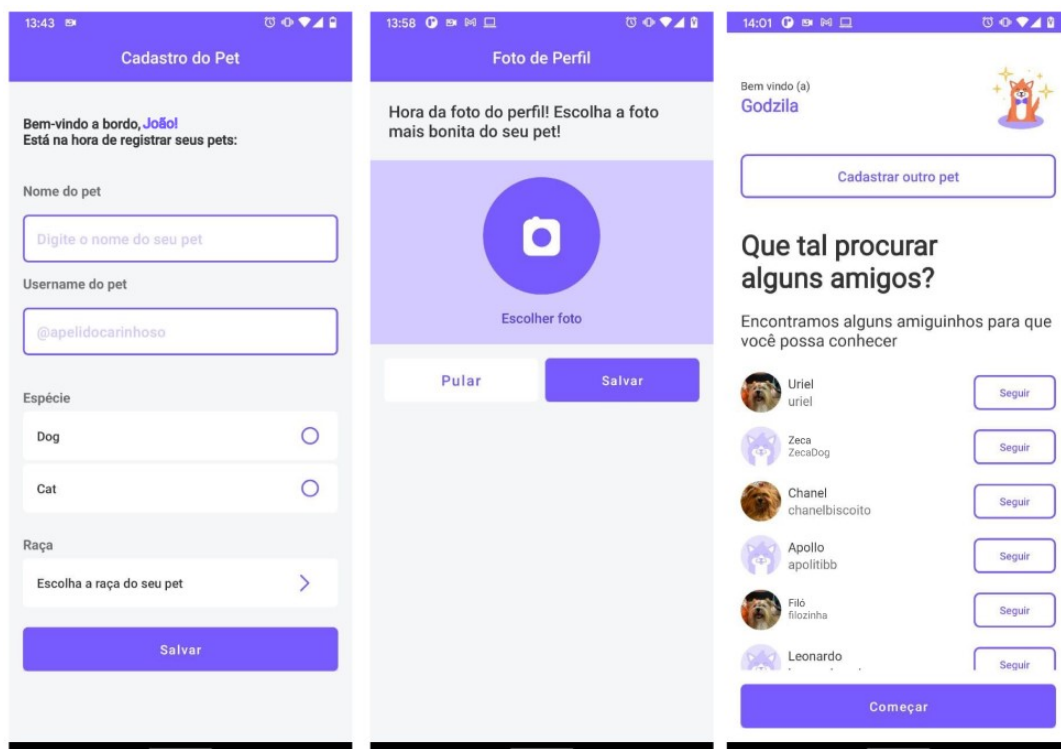 13:43
Cadastro do Pet
Bem-vindo a bordo, João!
Está na hora de registrar seus pets:
Nome do pet
Digite o nome do seu pet
Username do pet
@apelidocarinhoso
Espécie
Dog
Cat
Raça
Escolha a raça do seu pet
Salvar
13:58
Foto de Perfil
Hora da foto do perfil! Escolha a foto
mais bonita do seu pet!
Escolher foto
Pular
Salvar
14:01
Bem vindo (a)
Godzila
Cadastrar outro pet
Que tal procurar
alguns amigos?
Encontramos alguns amiguinhos para que
você possa conhecer
Uriel
uriel
Seguir
Zeca
ZecaDog
Seguir
Chanel
chanelbiscoito
Seguir
Apollo
apolitibb
Seguir
Filó
filozinha
Seguir
Leonardo
Seguir
Começar